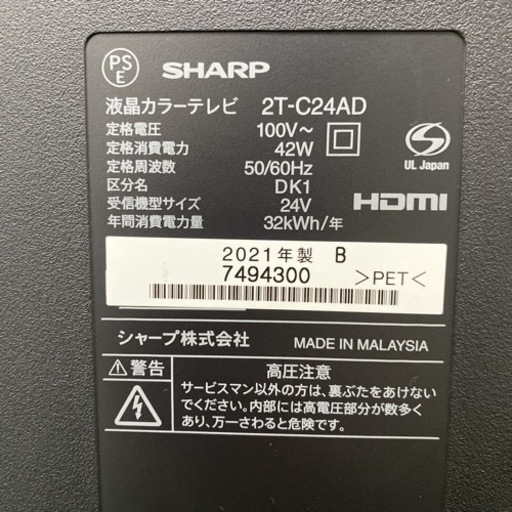 PS
E
SHARP
液晶カラーテレビ 2T-C24AD
定格電圧 100V～
定格消費電力 42W
定格周波数 50/60Hz
区分名 DK1
受信機型サイズ 24V
年間消費電力量 32kWh/年
UL Japan
HDMI
2021年製 B
7494300 >PET<
シャープ株式会社 MADE IN MALAYSIA
警告
高圧注意
サービスマン以外の方は、裏ぶたをあけない
でください。内部には高電圧部分が数多く
あり、万一さわると危険です。